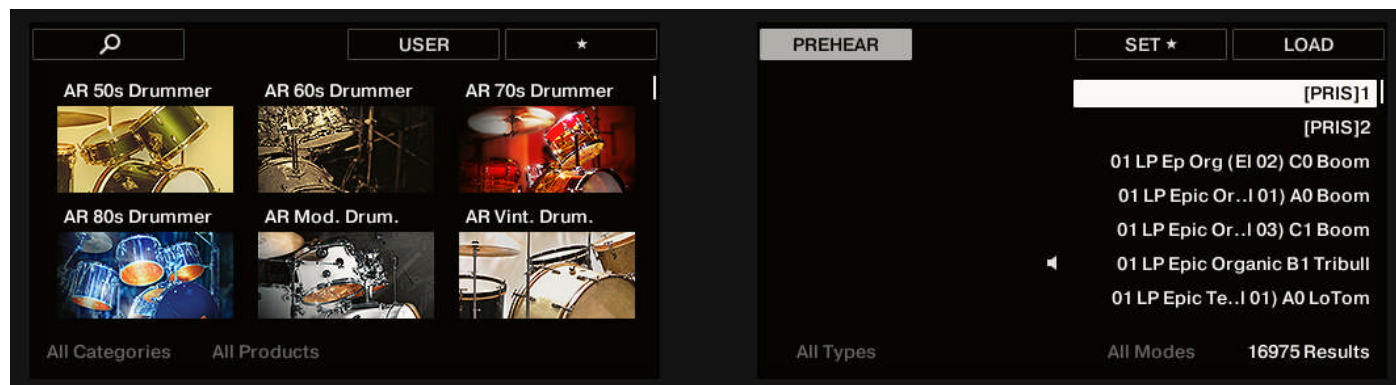 USER
★
PREHEAR
SET ★
LOAD
AR 50s Drummer
AR 60s Drummer
AR 70s Drummer
AR 80s Drummer
AR Mod. Drum.
AR Vint. Drum.
All Categories
All Products
[PRIS]1
[PRIS]2
01 LP Ep Org (El 02) C0 Boom
01 LP Epic Or..l 01) A0 Boom
01 LP Epic Or..l 03) C1 Boom
01 LP Epic Organic B1 Tribull
01 LP Epic Te..l 01) A0 LoTom
All Types
All Modes
16975 Results